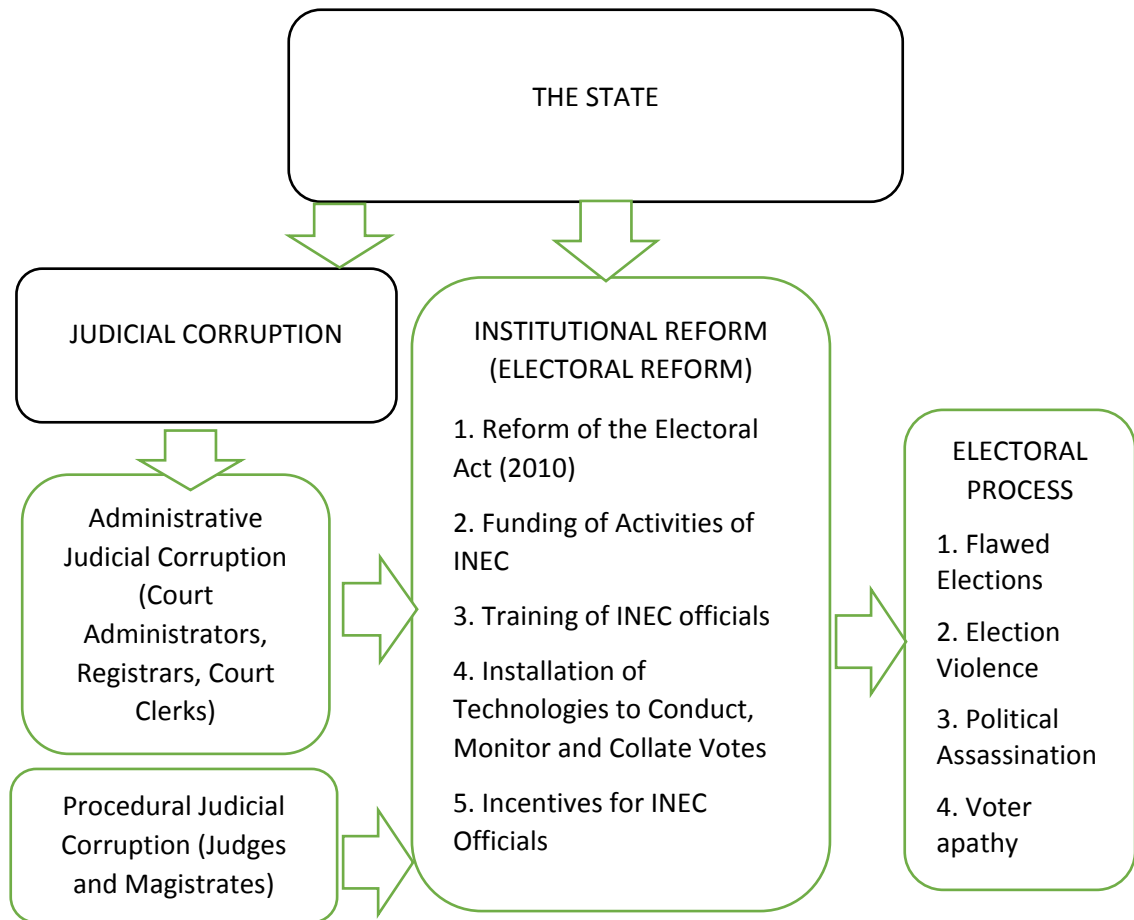 THE STATE
JUDICIAL CORRUPTION
Administrative
Judicial Corruption
(Court
Administrators,
Registrars, Court
Clerks)
Procedural Judicial
Corruption (Judges
and Magistrates)
INSTITUTIONAL REFORM
(ELECTORAL REFORM)
1. Reform of the Electoral
Act (2010)
2. Funding of Activities of
INEC
3. Training of INEC officials
4. Installation of
Technologies to Conduct,
Monitor and Collate Votes
5. Incentives for INEC
Officials
ELECTORAL
PROCESS
1. Flawed
Elections
2. Election
Violence
3. Political
Assassination
4. Voter
apathy